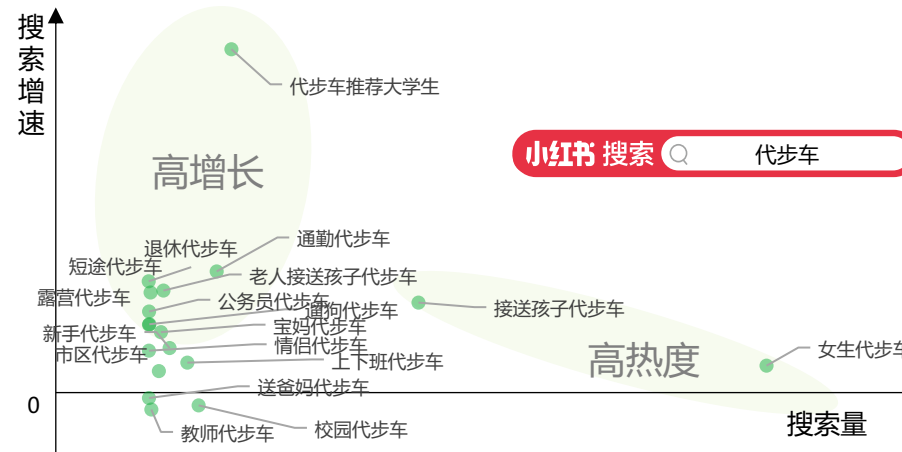 搜索增速
代步车推荐大学生
小红书 搜索 代步车
高增长
通勤代步车
退休代步车
短途代步车
老人接送孩子代步车
露营代步车
公务员代步车
遛狗代步车
接送孩子代步车
新手代步车
宝妈代步车
市区代步车
情侣代步车
上下班代步车
高热度
女生代步车
送爸妈代步车
0
搜索量
教师代步车
校园代步车